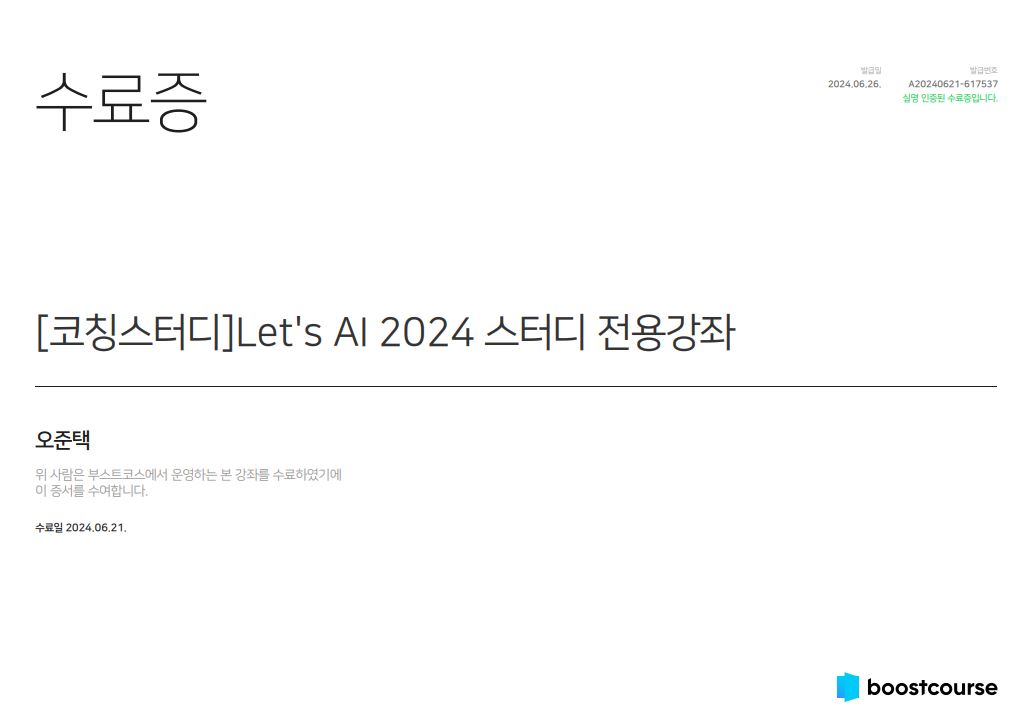 수료증
발급일
2024.06.26.
발급번호
A20240621-617537
실명 인증된 수료증입니다.
[코칭스터디]Let's AI 2024 스터디 전용강좌
오준택
위 사람은 부스트코스에서 운영하는 본 강좌를 수료하였기에
이 증서를 수여합니다.
수료일 2024.06.21.
boostcourse